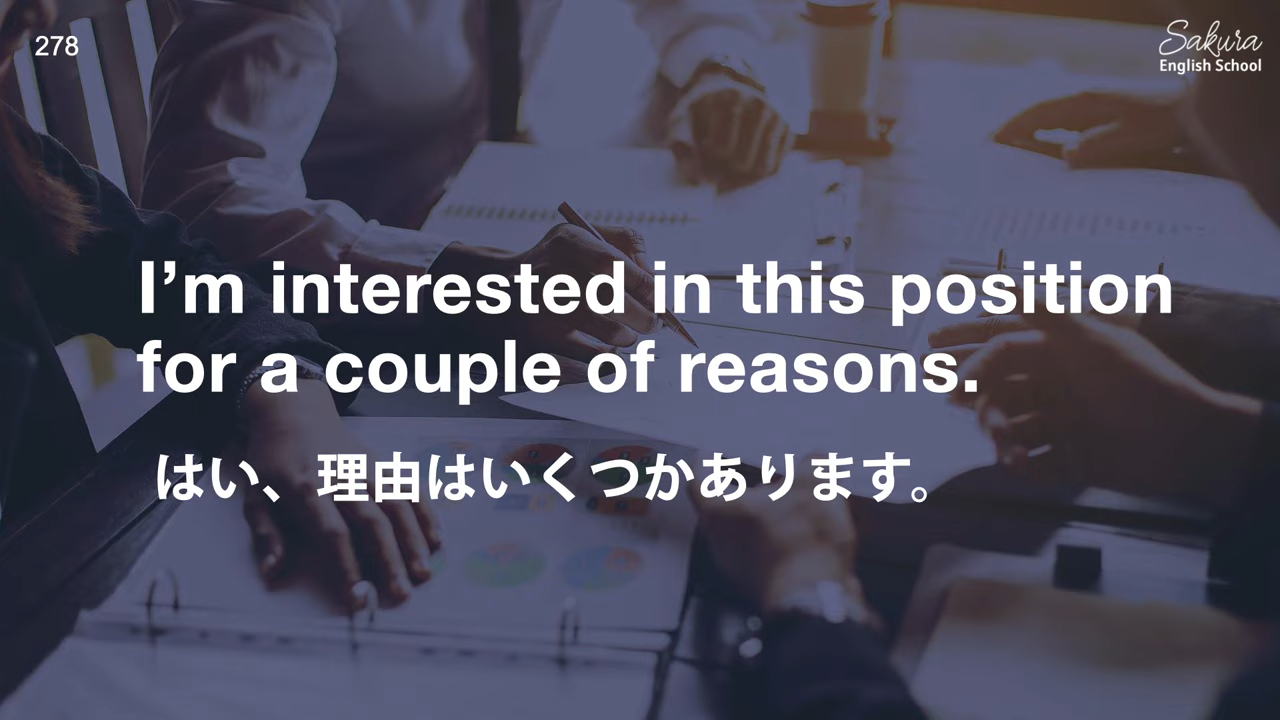 278
Sakura
English School
I’m interested in this position
for a couple of reasons.
はい、理由はいくつかあります。